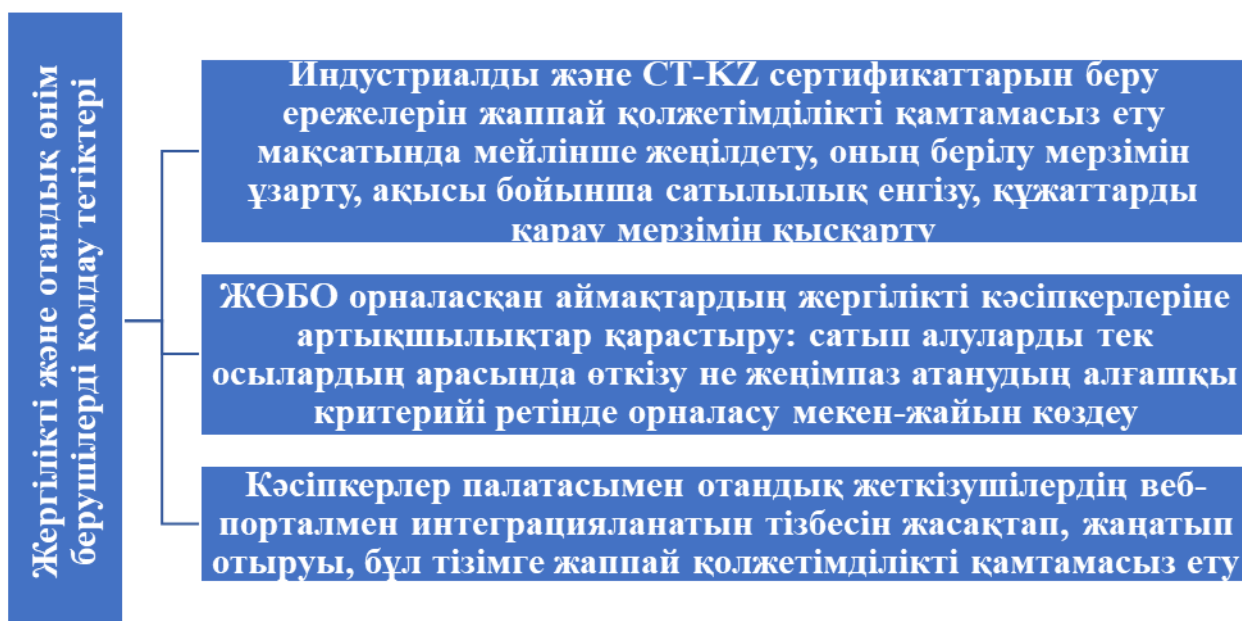 Жергілікті және отандық өнім
берушілерді қолдау тетіктері
Индустриалды және СТ-KZ сертификаттарын беру
ережелерін жаппай қолжетімділікті қамтамасыз ету
мақсатында мейлінше жеңілдету, оның берілу мерзімін
ұзарту, ақысы бойынша сатылылық енгізу, құжаттарды
қарау мерзімін қысқарту
ЖӨБО орналасқан аймақтардың жергілікті кәсіпкерлеріне
артықшылықтар қарастыру: сатып алуларды тек
осылардың арасында өткізу не жеңімпаз атанудың алғашқы
критерийі ретінде орналасу мекен-жайын көздеу
Кәсіпкерлер палатасымен отандық жеткізушілердің веб-
порталмен интеграцияланатын тізбесін жасақтап, жаңатып
отыруы, бұл тізімге жаппай қолжетімділікті қамтамасыз ету